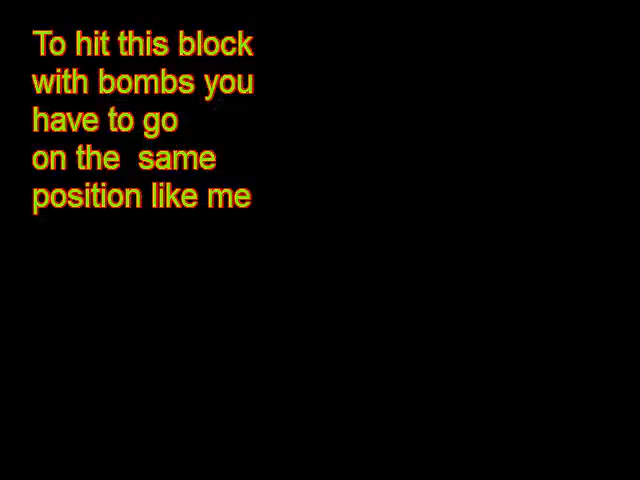 To hit this block
with bombs you
have to go
on the  same
position like me